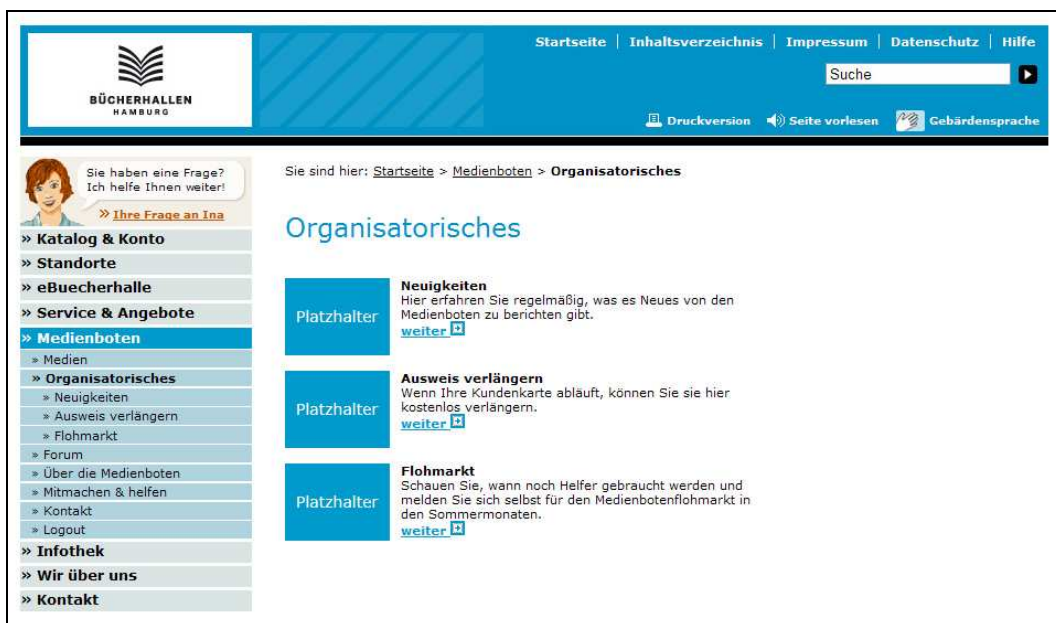 Startseite | Inhaltsverzeichnis | Impressum | Datenschutz | Hilfe
Suche
BÜCHERHALLEN
HAMBURG
Druckversion Seite vorlesen Gebärdensprache
Sie haben eine Frage?
Ich helfe Ihnen weiter!
» Ihre Frage an Ina
» Katalog & Konto
» Standorte
» eBuecherhalle
» Service & Angebote
» Medienboten
» Medien
» Organisatorisches
» Neuigkeiten
» Ausweis verlängern
» Flohmarkt
» Forum
» Über die Medienboten
» Mitmachen & helfen
» Kontakt
» Logout
» Infothek
» Wir über uns
» Kontakt
Sie sind hier: Startseite > Medienboten > Organisatorisches
Organisatorisches
Platzhalter
Neuigkeiten
Hier erfahren Sie regelmäßig, was es Neues von den
Medienboten zu berichten gibt.
weiter
Platzhalter
Ausweis verlängern
Wenn Ihre Kundenkarte abläuft, können Sie sie hier
kostenlos verlängern.
weiter
Platzhalter
Flohmarkt
Schauen Sie, wann noch Helfer gebraucht werden und
melden Sie sich selbst für den Medienbotenflohmarkt in
den Sommermonaten.
weiter